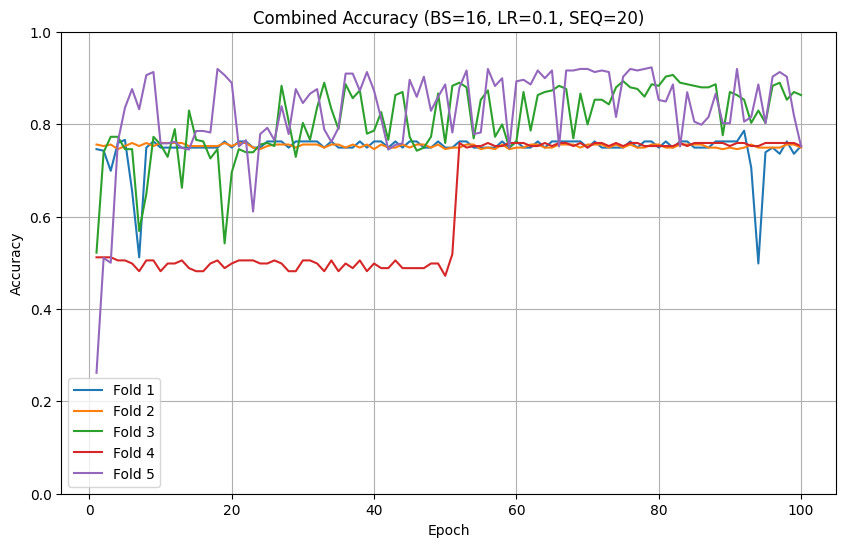 Combined Accuracy (BS=16, LR=0.1, SEQ=20)
1.0
0.8
0.6
0.4
0.2
0.0
Accuracy
Fold 1
Fold 2
Fold 3
Fold 4
Fold 5
0 20 40 60 80 100
Epoch